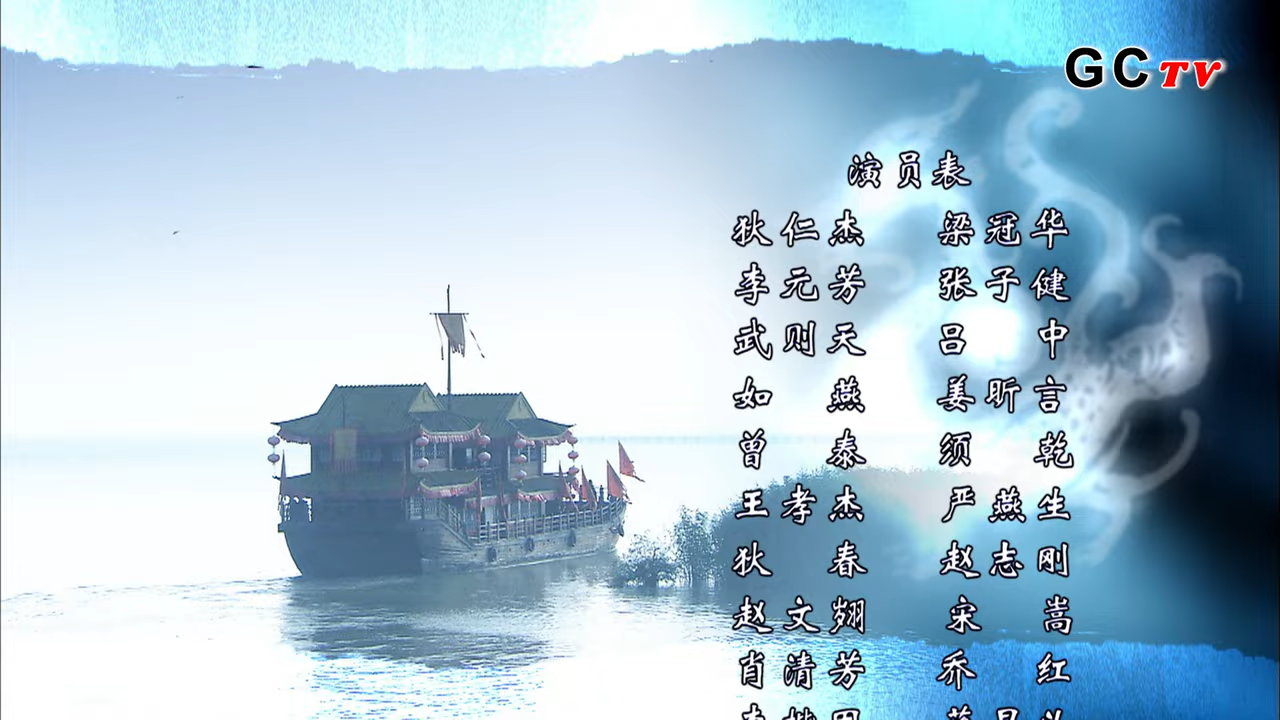 GCTV
演员表
狄仁杰 梁冠华
李元芳 张子健
武则天 吕中
如燕 姜昕言
曾泰 须乾
王孝杰 严燕生
狄春 赵志刚
赵文翙 宋嵩
肖清芳 乔红